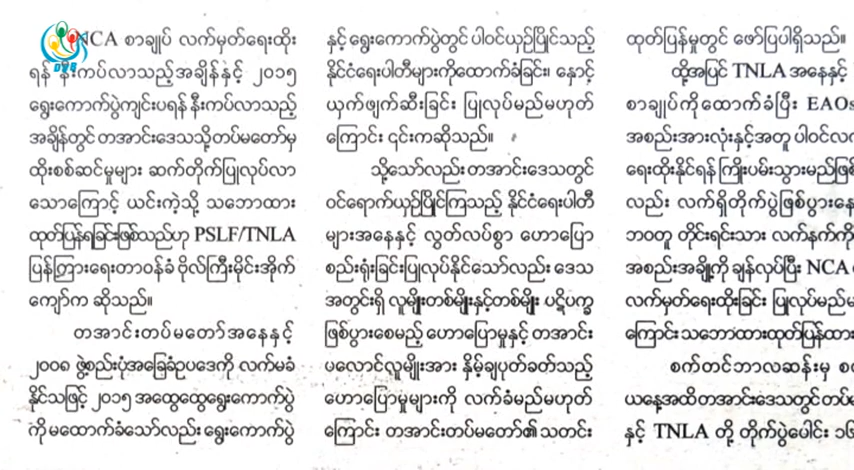 DVB
NCA စာချုပ် လက်မှတ်ရေးထိုး
ရန် နီးကပ်လာသည့်အချိန်နှင့် ၂၀၁၅
ရွေးကောက်ပွဲကျင်းပရန် နီးကပ်လာသည့်
အချိန်တွင် တအာင်းဒေသသို့ တပ်မတော်မှ
ထိုးစစ်ဆင်မှုများ ဆက်တိုက်ပြုလုပ်လာ
သောကြောင့် ယင်းကဲ့သို့ သဘောထား
ထုတ်ပြန်ရခြင်းဖြစ်သည်ဟု PSLF/TNLA
ပြန်ကြားရေးတာဝန်ခံ ဗိုလ်ကြီးမိုင်းအိုက်
ကျော်က ဆိုသည်။
တအာင်းတပ်မတော်အနေနှင့်
၂၀၀၈ ဖွဲ့စည်းပုံအခြေခံဥပဒေကို လက်မခံ
နိုင်သဖြင့် ၂၀၁၅ အထွေထွေရွေးကောက်ပွဲ
ကို မထောက်ခံသော်လည်း ရွေးကောက်ပွဲ
နှင့် ရွေးကောက်ပွဲတွင် ပါဝင်ယှဉ်ပြိုင်သည့်
နိုင်ငံရေးပါတီများကိုထောက်ခံခြင်း၊ နှောင့်
ယှက်ဖျက်ဆီးခြင်း ပြုလုပ်မည်မဟုတ်
ကြောင်း ၎င်းကဆိုသည်။
သို့သော်လည်း တအာင်းဒေသတွင်
ဝင်ရောက်ယှဉ်ပြိုင်ကြသည့် နိုင်ငံရေးပါတီ
များအနေနှင့် လွတ်လပ်စွာ ဟောပြော
စည်းရုံးခြင်းပြုလုပ်နိုင်သော်လည်း ဒေသ
အတွင်းရှိ လူမျိုးတစ်မျိုးနှင့်တစ်မျိုး ပဋိပက္ခ
ဖြစ်ပွားစေမည့် ဟောပြောမှုနှင့် တအာင်း
ပလောင်လူမျိုးအား နှိမ့်ချပုတ်ခတ်သည့်
ဟောပြောမှုများကို လက်ခံမည်မဟုတ်
ကြောင်း တအာင်းတပ်မတော်၏ သတင်း
ထုတ်ပြန်မှုတွင် ဖော်ပြပါရှိသည်။
ထို့အပြင် TNLA အနေနှင့်
စာချုပ်ကို ထောက်ခံပြီး EAOs
အစည်းအားလုံးနှင့်အတူ ပါဝင်လက်
ရေးထိုးနိုင်ရန် ကြိုးပမ်းသွားမည်ဖြစ်
လည်း လက်ရှိတိုက်ပွဲဖြစ်ပွားနေ
ဘဝတူ တိုင်းရင်းသား လက်နက်ကို
အစည်းအချို့ကို ချန်လှပ်ပြီး NCA
လက်မှတ်ရေးထိုးခြင်း ပြုလုပ်မည်မ
ကြောင်း သဘောထားထုတ်ပြန်ထား
စက်တင်ဘာလဆန်းမှ စ
ယနေ့အထိ တအာင်းဒေသတွင် တပ်မ
နှင့် TNLA တို့ တိုက်ပွဲပေါင်း ၁၆